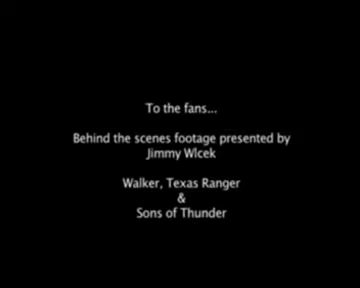 To the fans...
Behind the scenes footage presented by
Jimmy Wlcek
Walker, Texas Ranger
&
Sons of Thunder